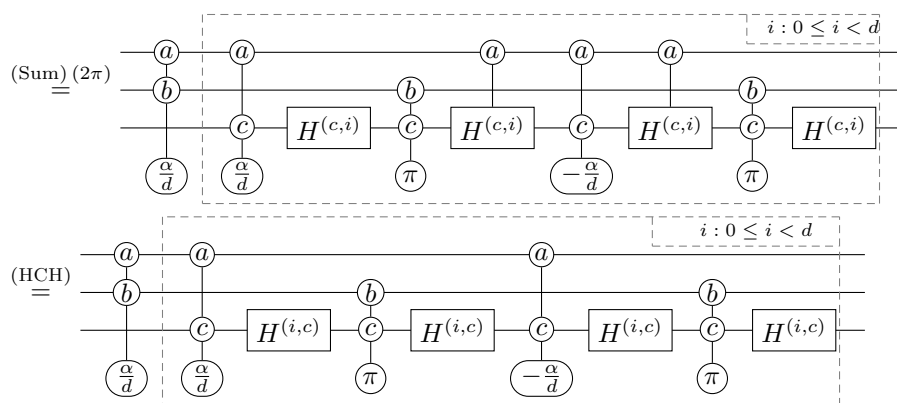 i : 0 ≤ i < d
a a a a a
(Sum) (2π)
= b b b
c H^{(c,i)} c H^{(c,i)} c H^{(c,i)} c H^{(c,i)}
α/d α/d π −α/d π
i : 0 ≤ i < d
a a a
(HCH)
= b b b
c H^{(i,c)} c H^{(i,c)} c H^{(i,c)} c H^{(i,c)}
α/d α/d π −α/d π